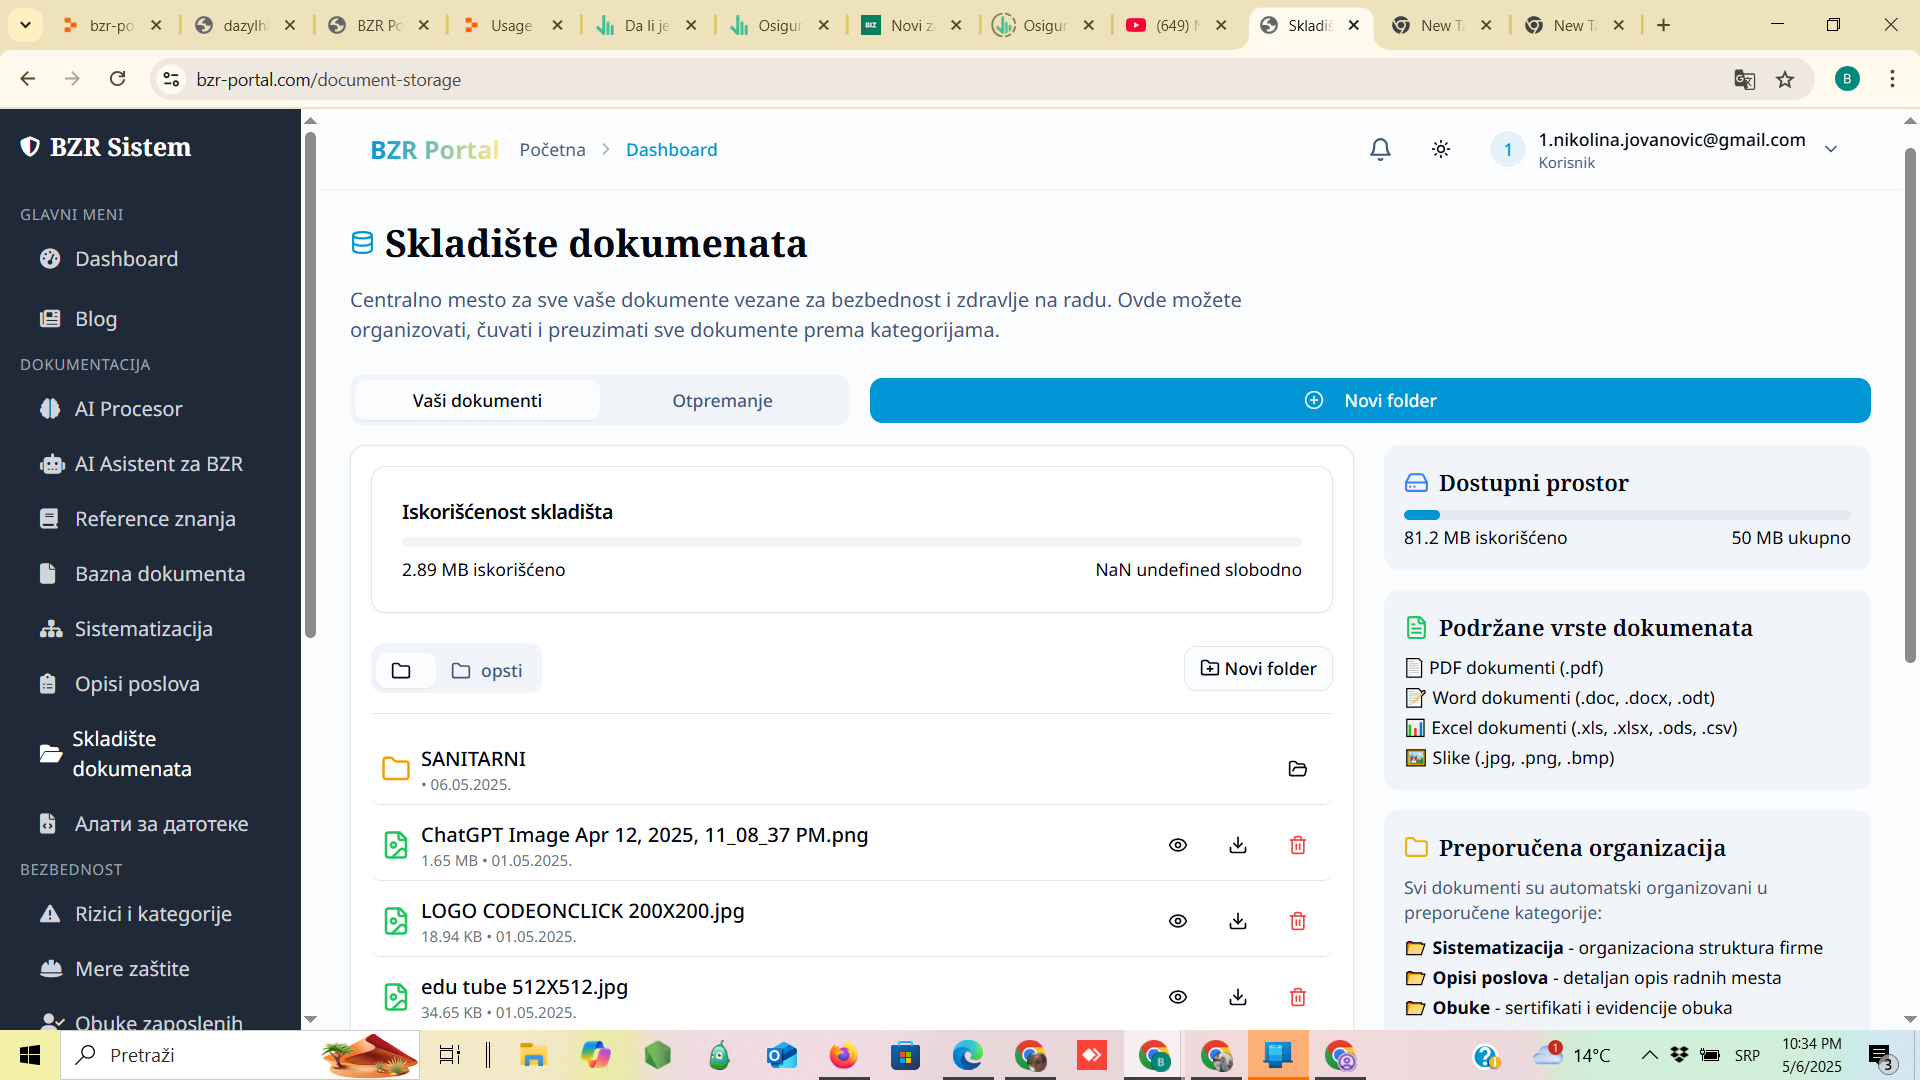 bzr-po
dazylh
BZR Po
Usage
Da li je
Osigur
Novi z
Osigur
(649)
Skladiš
New Ta
New Ta
bzr-portal.com/document-storage
B
BZR Sistem
GLAVNI MENI
Dashboard
Blog
DOKUMENTACIJA
AI Procesor
AI Asistent za BZR
Reference znanja
Bazna dokumenta
Sistematizacija
Opisi poslova
Skladište
dokumenata
Алати за датотеке
BEZBEDNOST
Rizici i kategorije
Mere zaštite
Obuke zaposlenih
BZR Portal
Početna
Dashboard
1
1.nikolina.jovanovic@gmail.com
Korisnik
Skladište dokumenata
Centralno mesto za sve vaše dokumente vezane za bezbednost i zdravlje na radu. Ovde možete
organizovati, čuvati i preuzimati sve dokumente prema kategorijama.
Vaši dokumenti
Otpremanje
Novi folder
Iskorišćenost skladišta
2.89 MB iskorišćeno
NaN undefined slobodno
opsti
Novi folder
SANITARNI
• 06.05.2025.
ChatGPT Image Apr 12, 2025, 11_08_37 PM.png
1.65 MB • 01.05.2025.
LOGO CODEONCLICK 200X200.jpg
18.94 KB • 01.05.2025.
edu tube 512X512.jpg
34.65 KB • 01.05.2025.
Dostupni prostor
81.2 MB iskorišćeno
50 MB ukupno
Podržane vrste dokumenata
PDF dokumenti (.pdf)
Word dokumenti (.doc, .docx, .odt)
Excel dokumenti (.xls, .xlsx, .ods, .csv)
Slike (.jpg, .png, .bmp)
Preporučena organizacija
Svi dokumenti su automatski organizovani u
preporučene kategorije:
Sistematizacija - organizaciona struktura firme
Opisi poslova - detaljan opis radnih mesta
Obuke - sertifikati i evidencije obuka
Pretraži
1
14°C
SRP
10:34 PM
5/6/2025
3